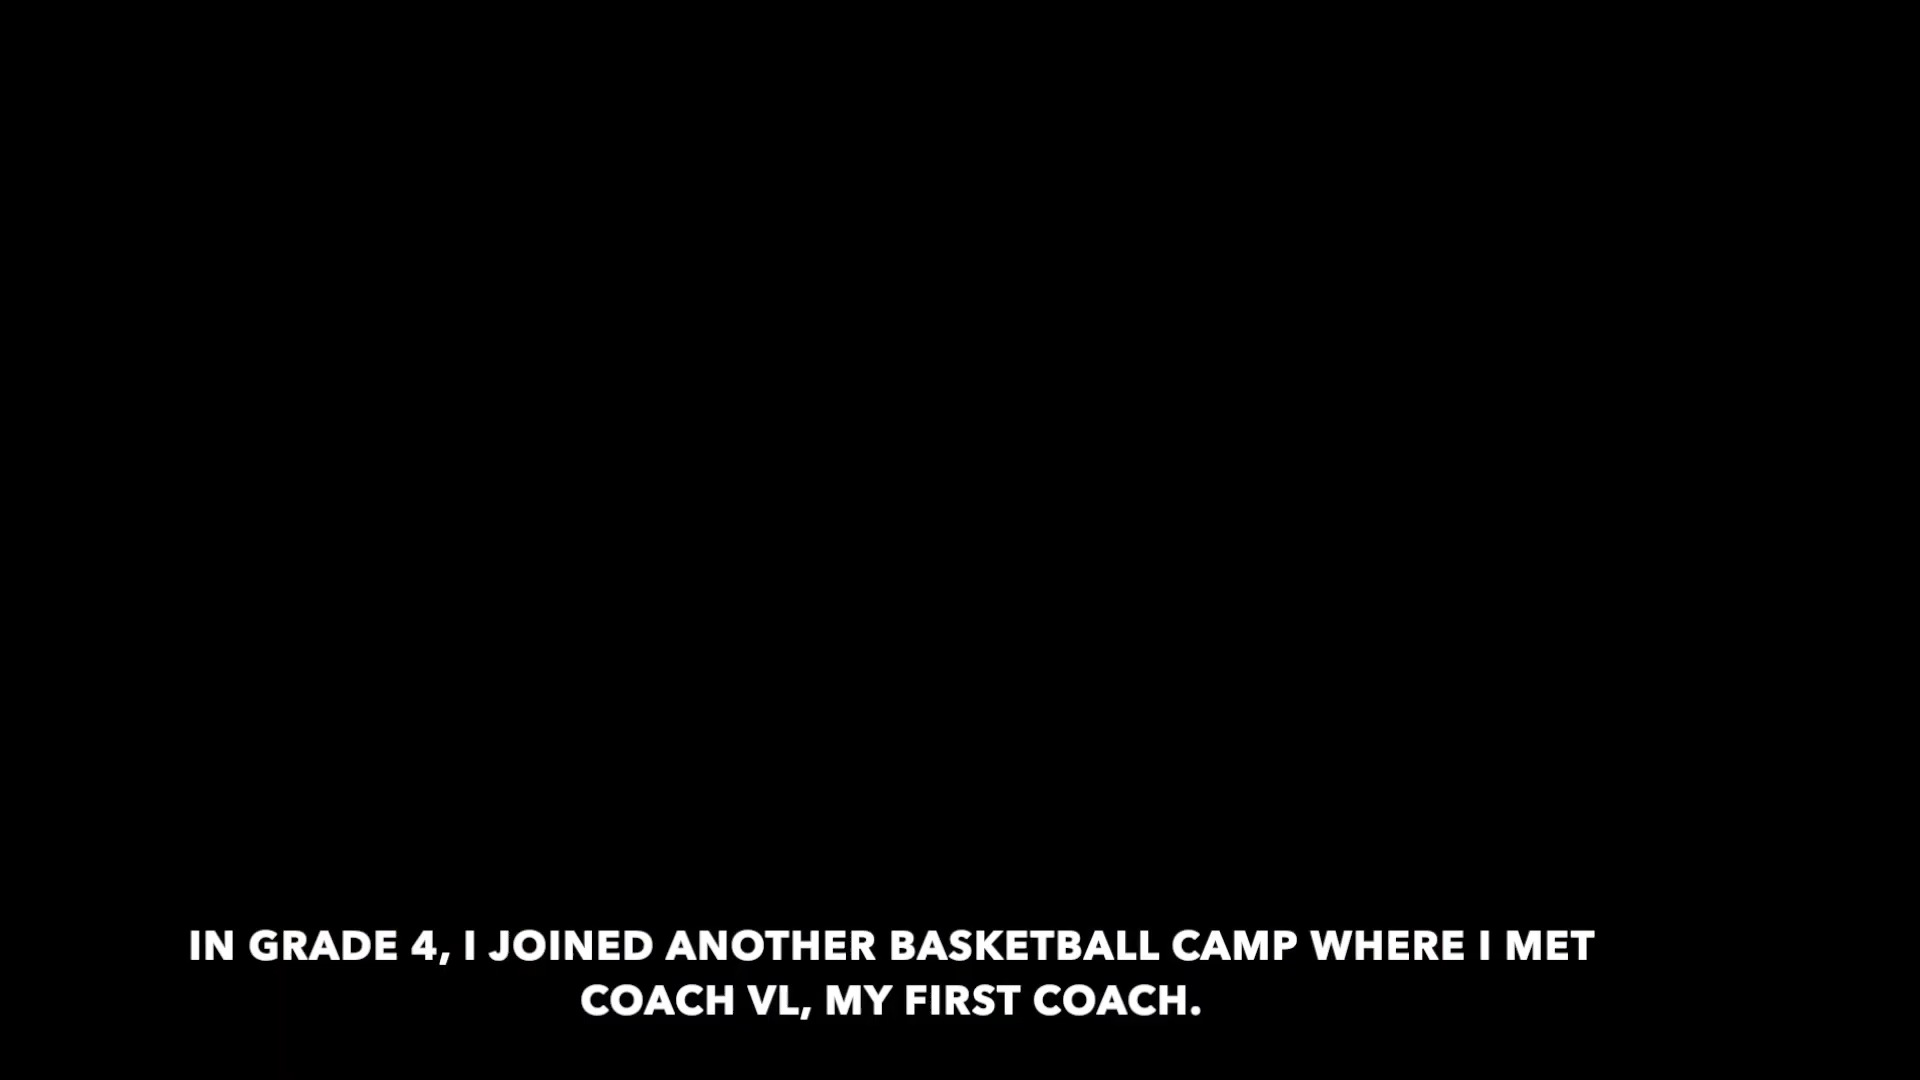 IN GRADE 4, I JOINED ANOTHER BASKETBALL CAMP WHERE I MET
COACH VL, MY FIRST COACH.